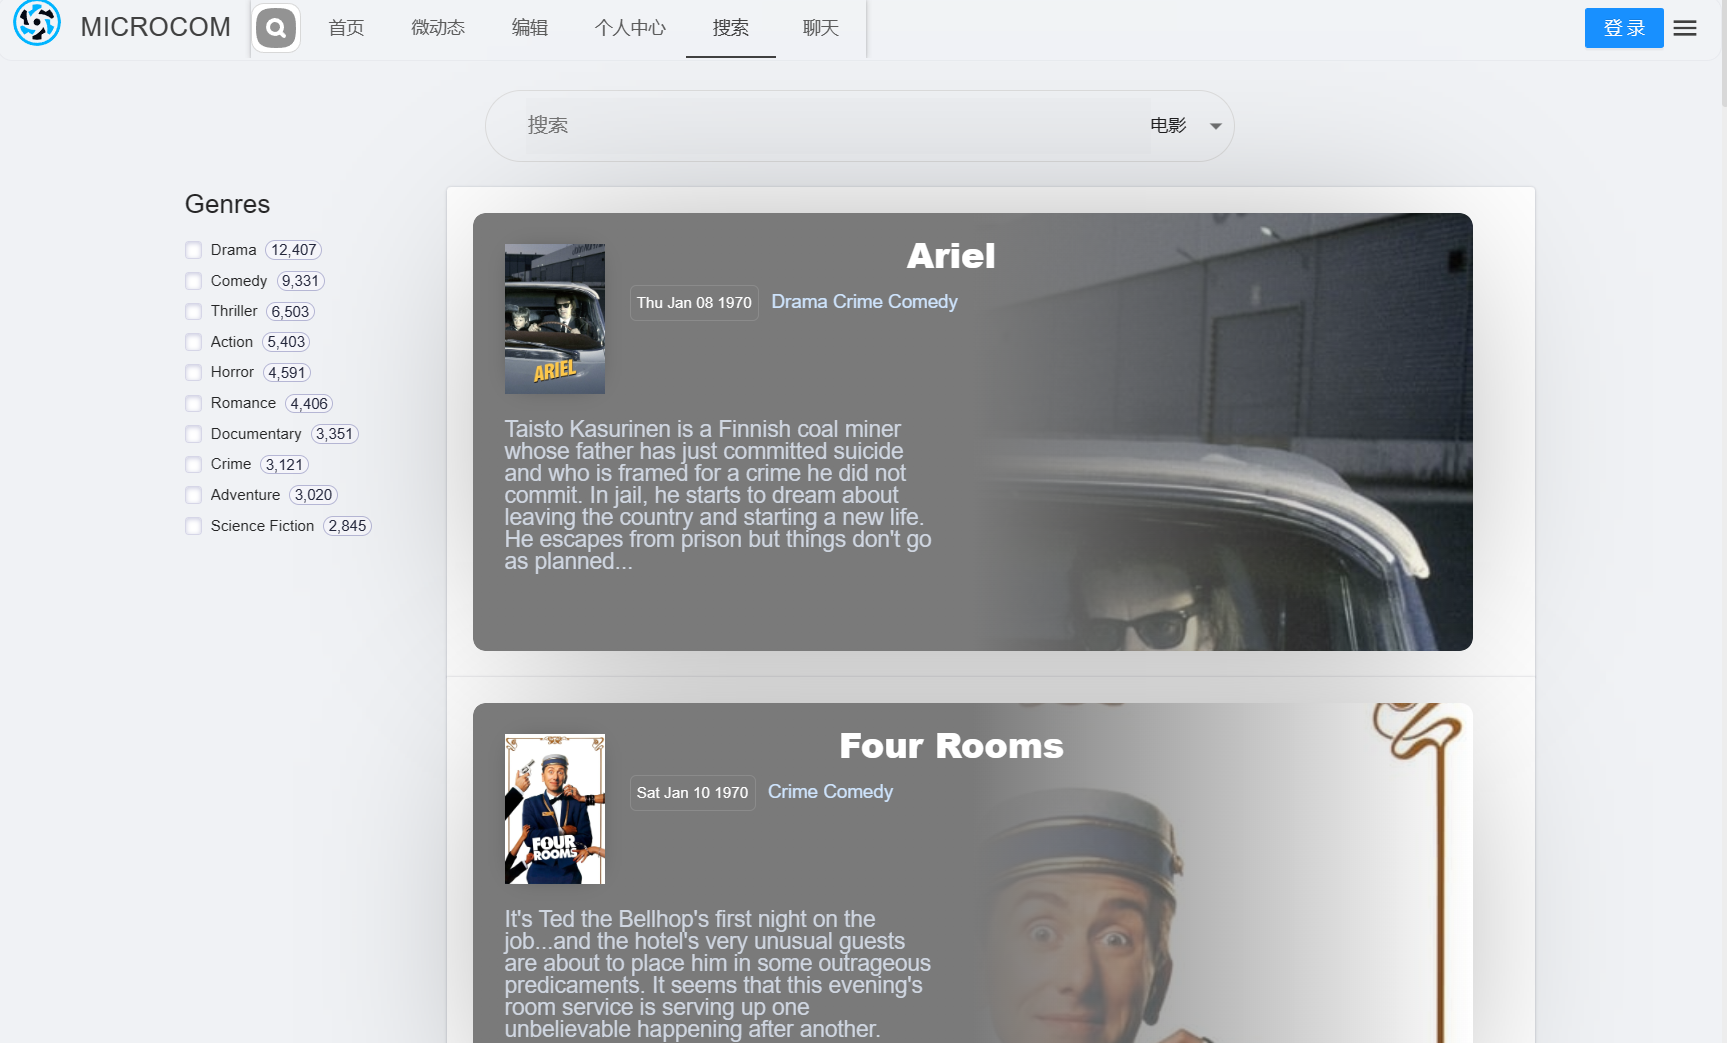 MICROCOM
首页
微动态
编辑
个人中心
搜索
聊天
登 录
搜索
电影
Genres
Drama 12,407
Comedy 9,331
Thriller 6,503
Action 5,403
Horror 4,591
Romance 4,406
Documentary 3,351
Crime 3,121
Adventure 3,020
Science Fiction 2,845
Ariel
Thu Jan 08 1970 Drama Crime Comedy
ARIEL
Taisto Kasurinen is a Finnish coal miner
whose father has just committed suicide
and who is framed for a crime he did not
commit. In jail, he starts to dream about
leaving the country and starting a new life.
He escapes from prison but things don't go
as planned...
Four Rooms
Sat Jan 10 1970 Crime Comedy
FOUR
ROOMS
It's Ted the Bellhop's first night on the
job...and the hotel's very unusual guests
are about to place him in some outrageous
predicaments. It seems that this evening's
room service is serving up one
unbelievable happening after another.